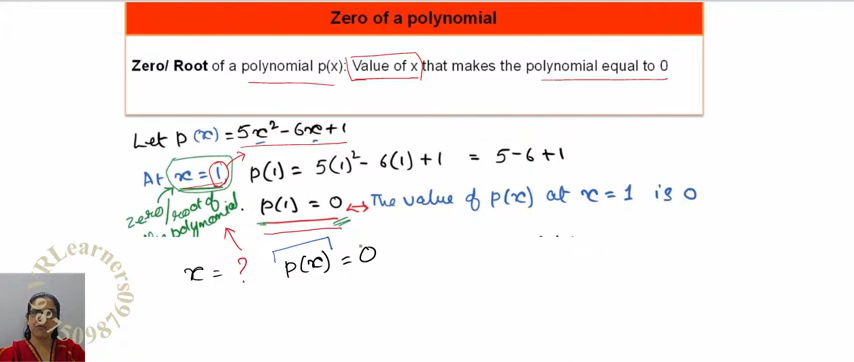 Zero of a polynomial
Zero/ Root of a polynomial p(x): Value of x that makes the polynomial equal to 0
Let p(x) = 5x² - 6x + 1
At x = 1 p(1) = 5(1)² - 6(1) + 1 = 5 - 6 + 1
zero/root of p(1) = 0 ↔ The value of p(x) at x = 1 is 0
polynomial.
x = ? p(x) = 0